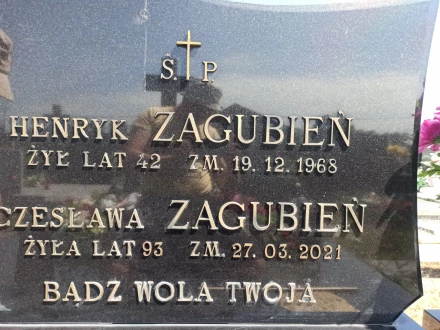 Ś. P.
HENRYK ZAGUBIEŃ
ŻYŁ LAT 42 ZM. 19. 12. 1968
CZESŁAWA ZAGUBIEŃ
ŻYŁA LAT 93 ZM. 27. 03. 2021
BĄDŹ WOLA TWOJA